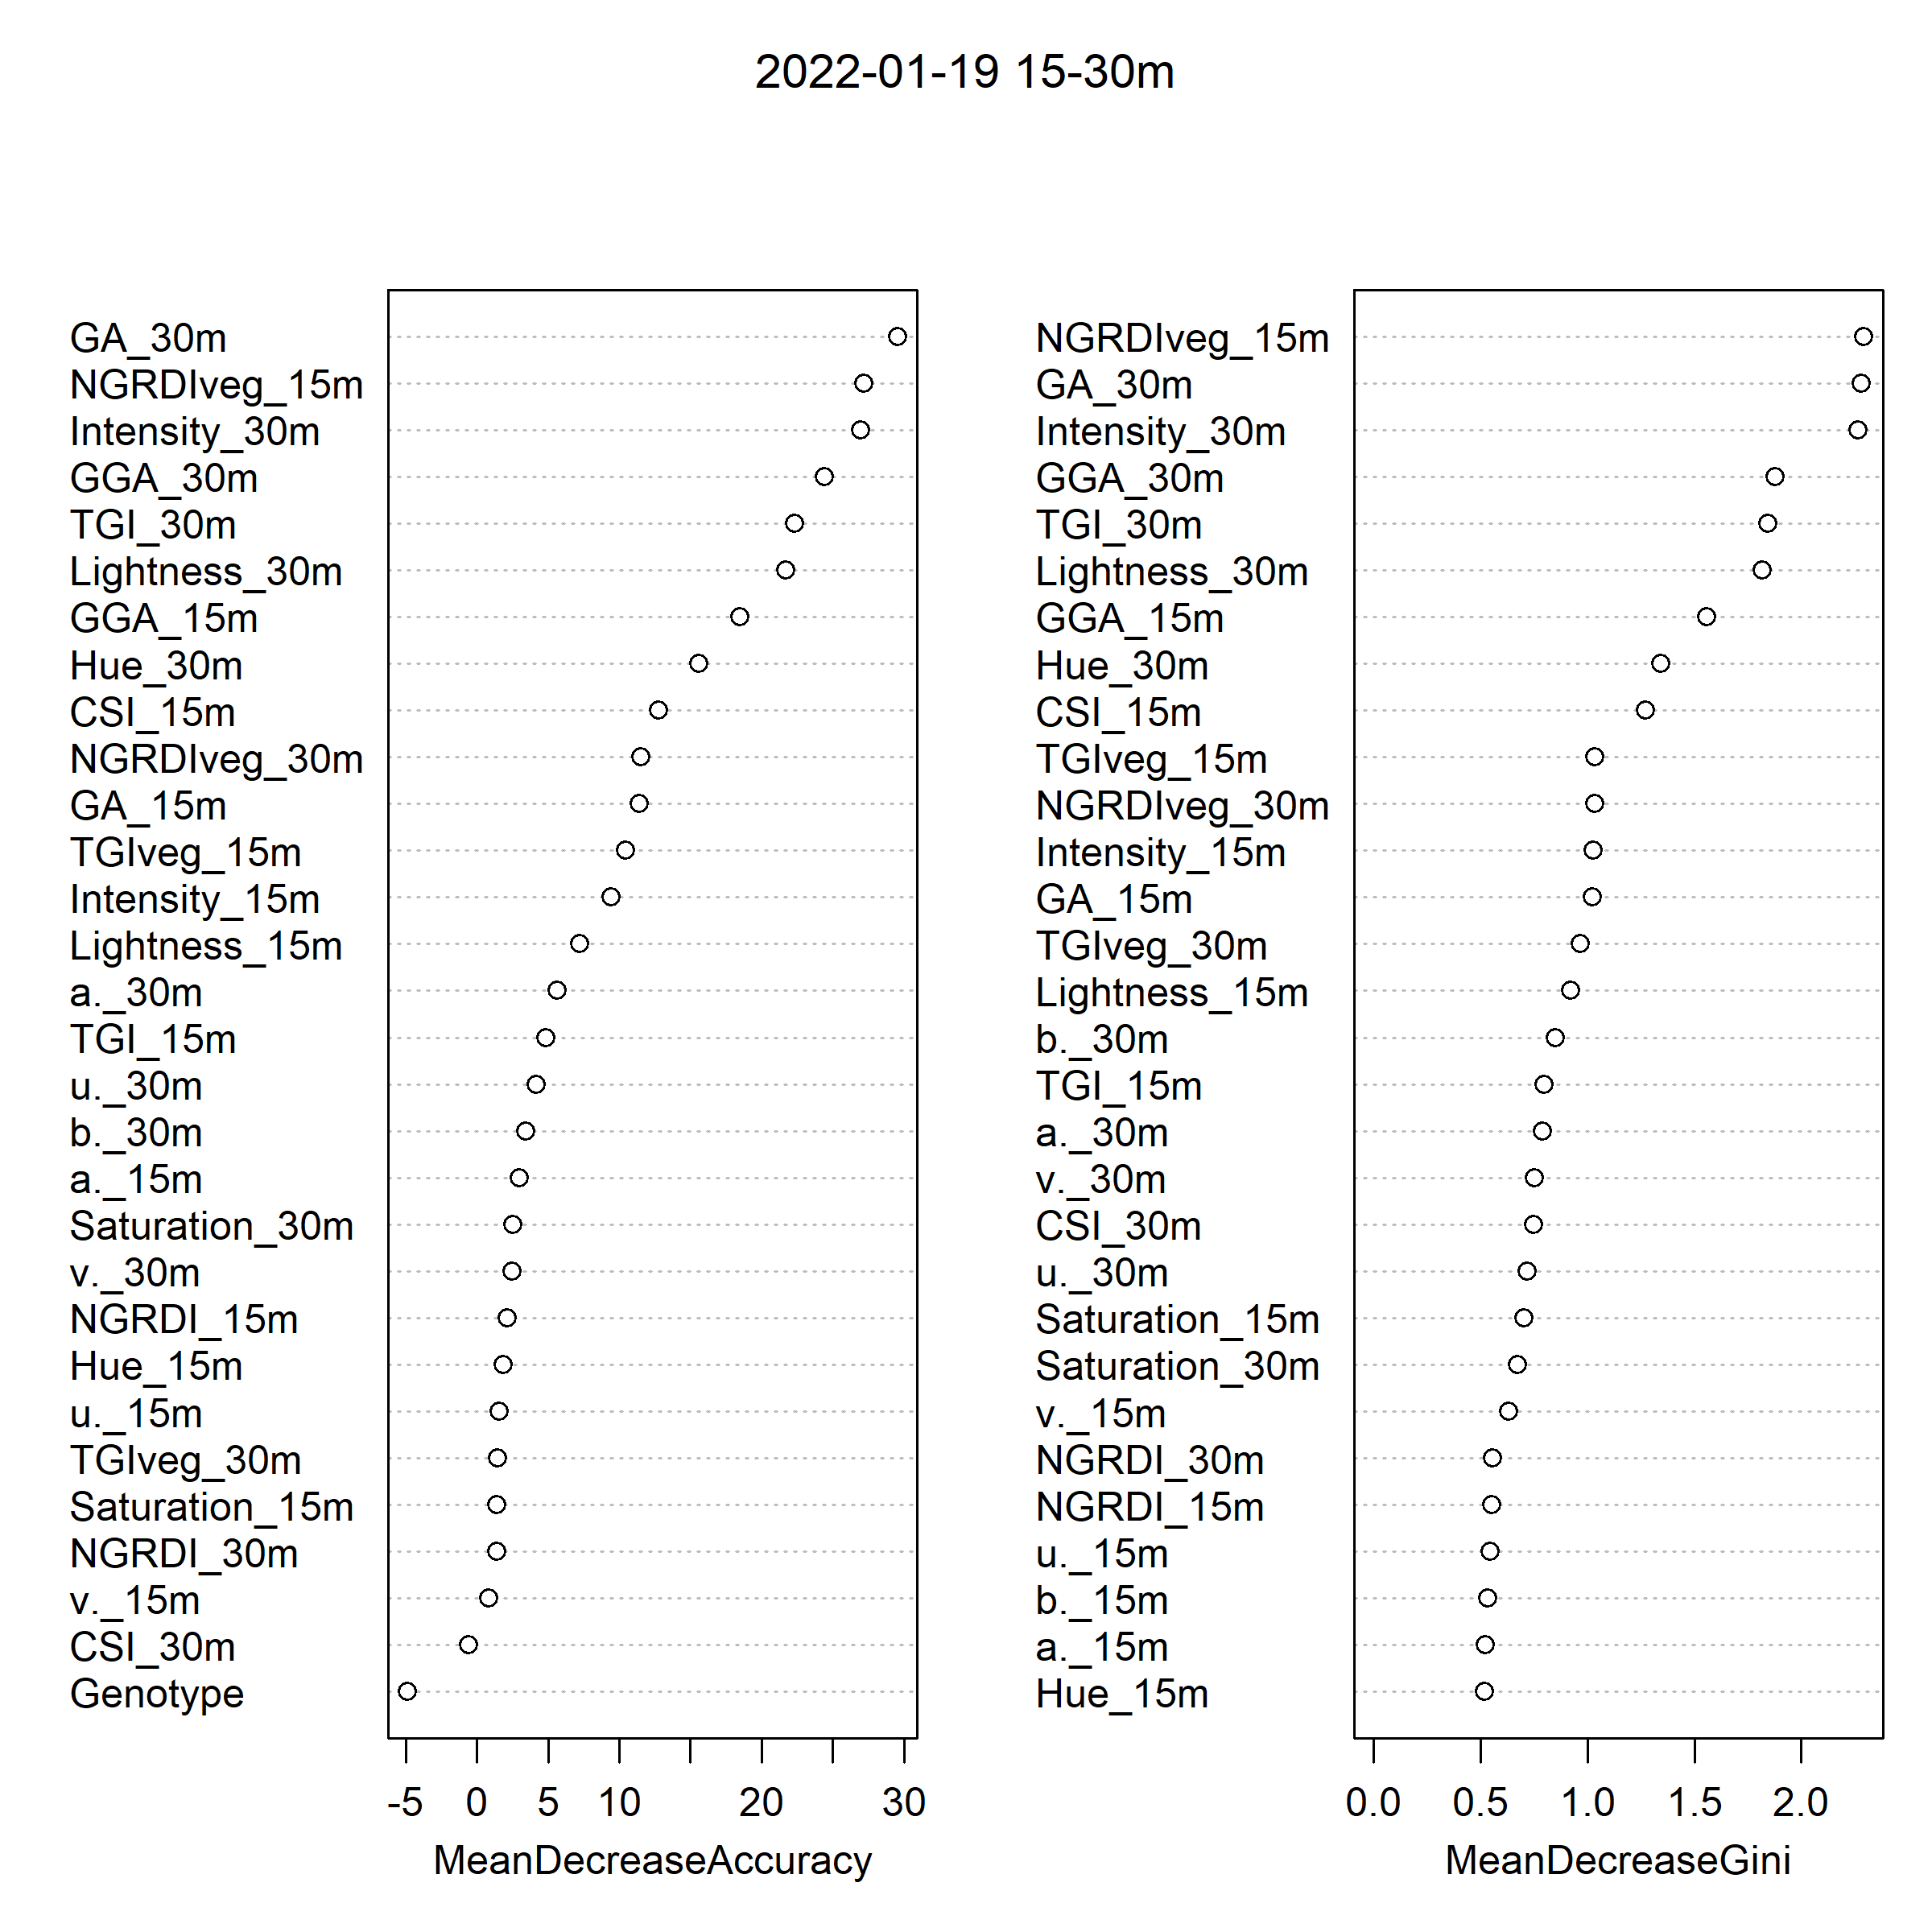 2022-01-19 15-30m
GA_30m
NGRDIveg_15m
Intensity_30m
GGA_30m
TGI_30m
Lightness_30m
GGA_15m
Hue_30m
CSI_15m
NGRDIveg_30m
GA_15m
TGIveg_15m
Intensity_15m
Lightness_15m
a._30m
TGI_15m
u._30m
b._30m
a._15m
Saturation_30m
v._30m
NGRDI_15m
Hue_15m
u._15m
TGIveg_30m
Saturation_15m
NGRDI_30m
v._15m
CSI_30m
Genotype
-5 0 5 10 20 30
MeanDecreaseAccuracy
NGRDIveg_15m
GA_30m
Intensity_30m
GGA_30m
TGI_30m
Lightness_30m
GGA_15m
Hue_30m
CSI_15m
TGIveg_15m
NGRDIveg_30m
Intensity_15m
GA_15m
TGIveg_30m
Lightness_15m
b._30m
TGI_15m
a._30m
v._30m
CSI_30m
u._30m
Saturation_15m
Saturation_30m
v._15m
NGRDI_30m
NGRDI_15m
u._15m
b._15m
a._15m
Hue_15m
0.0 0.5 1.0 1.5 2.0
MeanDecreaseGini